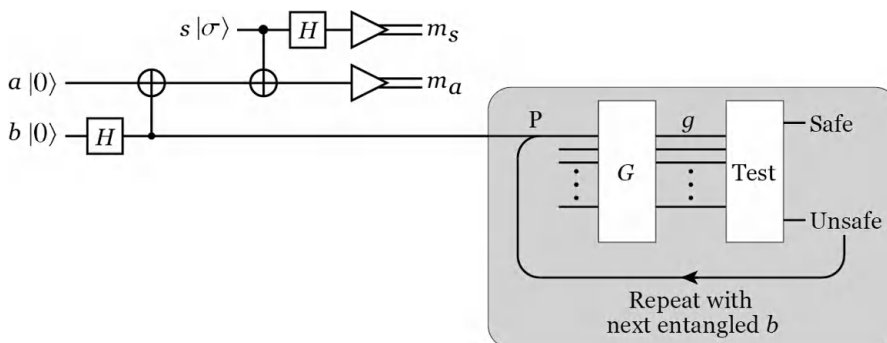 s |σ⟩ H m_s
a |0⟩ m_a
b |0⟩ H
P G g Test Safe
Unsafe
Repeat with
next entangled b